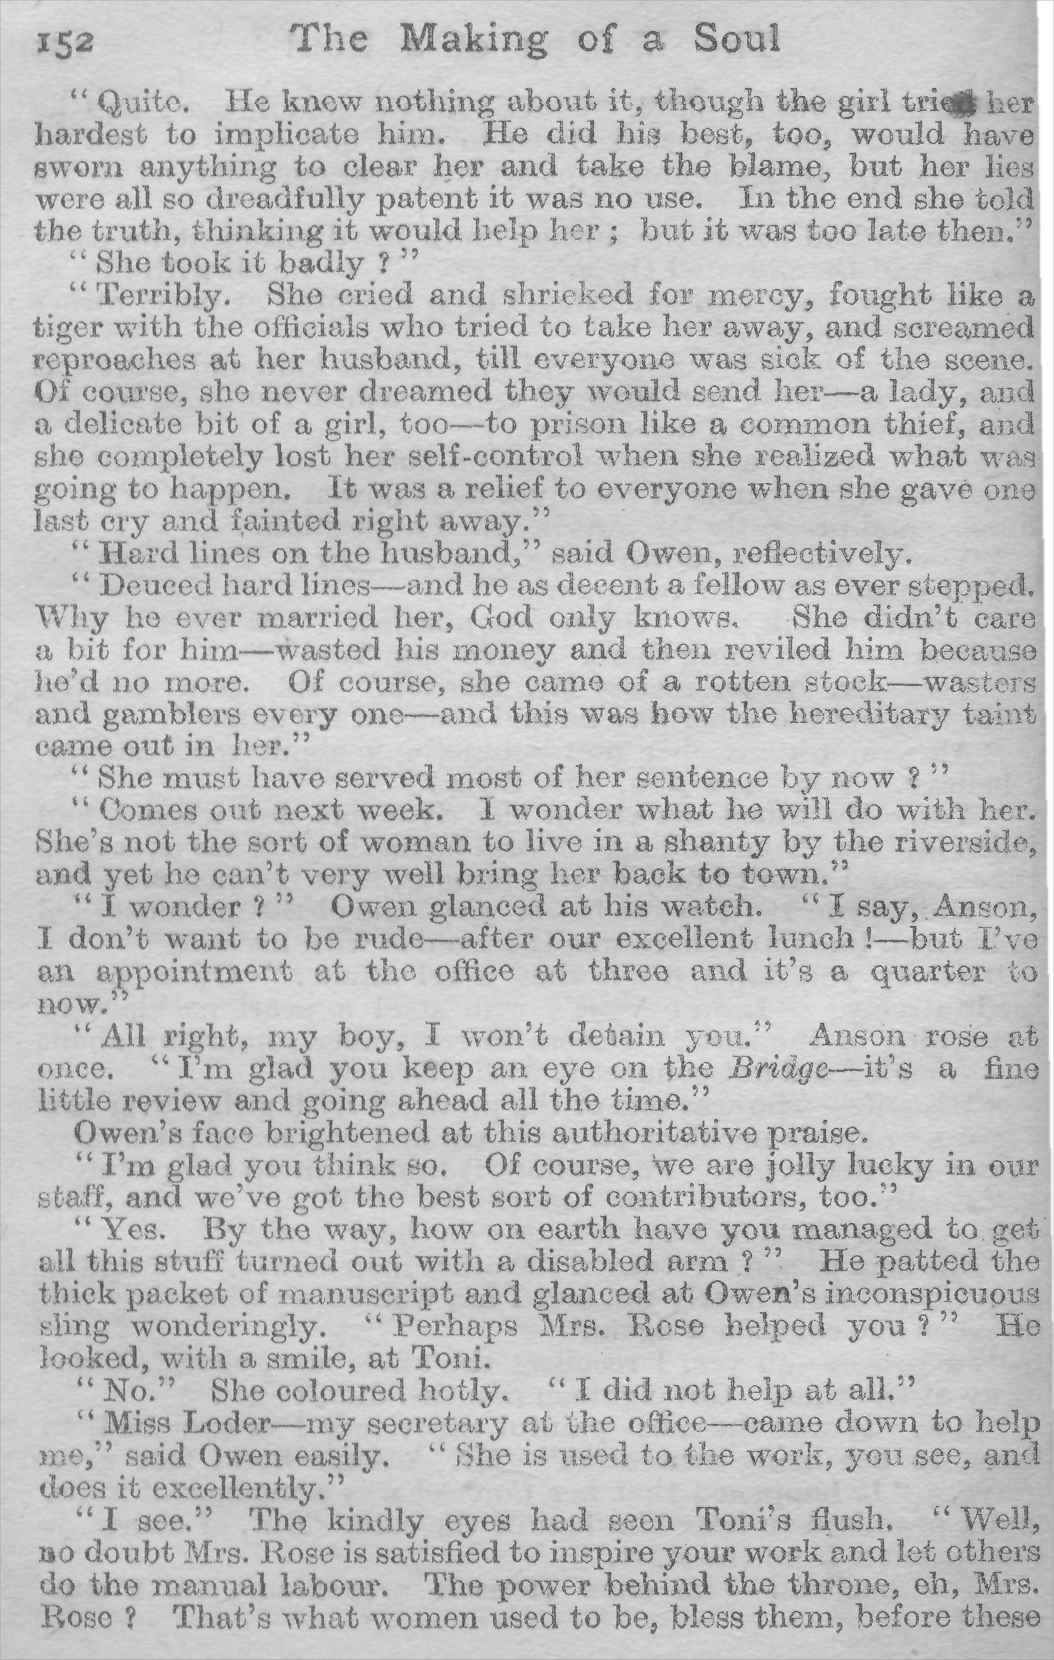 152 The Making of a Soul
“ Quite. He knew nothing about it, though the girl tried her
hardest to implicate him. He did his best, too, would have
sworn anything to clear her and take the blame, but her lies
were all so dreadfully patent it was no use. In the end she told
the truth, thinking it would help her ; but it was too late then.”
“ She took it badly ? ”
“ Terribly. She cried and shrieked for mercy, fought like a
tiger with the officials who tried to take her away, and screamed
reproaches at her husband, till everyone was sick of the scene.
Of course, she never dreamed they would send her—a lady, and
a delicate bit of a girl, too—to prison like a common thief, and
she completely lost her self-control when she realized what was
going to happen. It was a relief to everyone when she gave one
last cry and fainted right away.”
“ Hard lines on the husband,” said Owen, reflectively.
“ Deuced hard lines—and he as decent a fellow as ever stepped.
Why he ever married her, God only knows. She didn’t care
a bit for him—wasted his money and then reviled him because
he’d no more. Of course, she came of a rotten stock—wasters
and gamblers every one—and this was how the hereditary taint
came out in her.”
“ She must have served most of her sentence by now ? ”
“ Comes out next week. I wonder what he will do with her.
She’s not the sort of woman to live in a shanty by the riverside,
and yet he can’t very well bring her back to town.”
“ I wonder ? ” Owen glanced at his watch. “ I say, Anson,
I don’t want to be rude—after our excellent lunch !—but I’ve
an appointment at the office at three and it’s a quarter to
now.”
“ All right, my boy, I won’t detain you.” Anson rose at
once. “ I’m glad you keep an eye on the Bridge—it’s a fine
little review and going ahead all the time.”
Owen’s face brightened at this authoritative praise.
“ I’m glad you think so. Of course, we are jolly lucky in our
staff, and we’ve got the best sort of contributors, too.”
“ Yes. By the way, how on earth have you managed to get
all this stuff turned out with a disabled arm ? ” He patted the
thick packet of manuscript and glanced at Owen’s inconspicuous
sling wonderingly. “ Perhaps Mrs. Rose helped you ? ” He
looked, with a smile, at Toni.
“ No.” She coloured hotly. “ I did not help at all.”
“ Miss Loder—my secretary at the office—came down to help
me,” said Owen easily. “ She is used to the work, you see, and
does it excellently.”
“ I see.” The kindly eyes had seen Toni’s flush. “ Well,
no doubt Mrs. Rose is satisfied to inspire your work and let others
do the manual labour. The power behind the throne, eh, Mrs.
Rose ? That’s what women used to be, bless them, before these